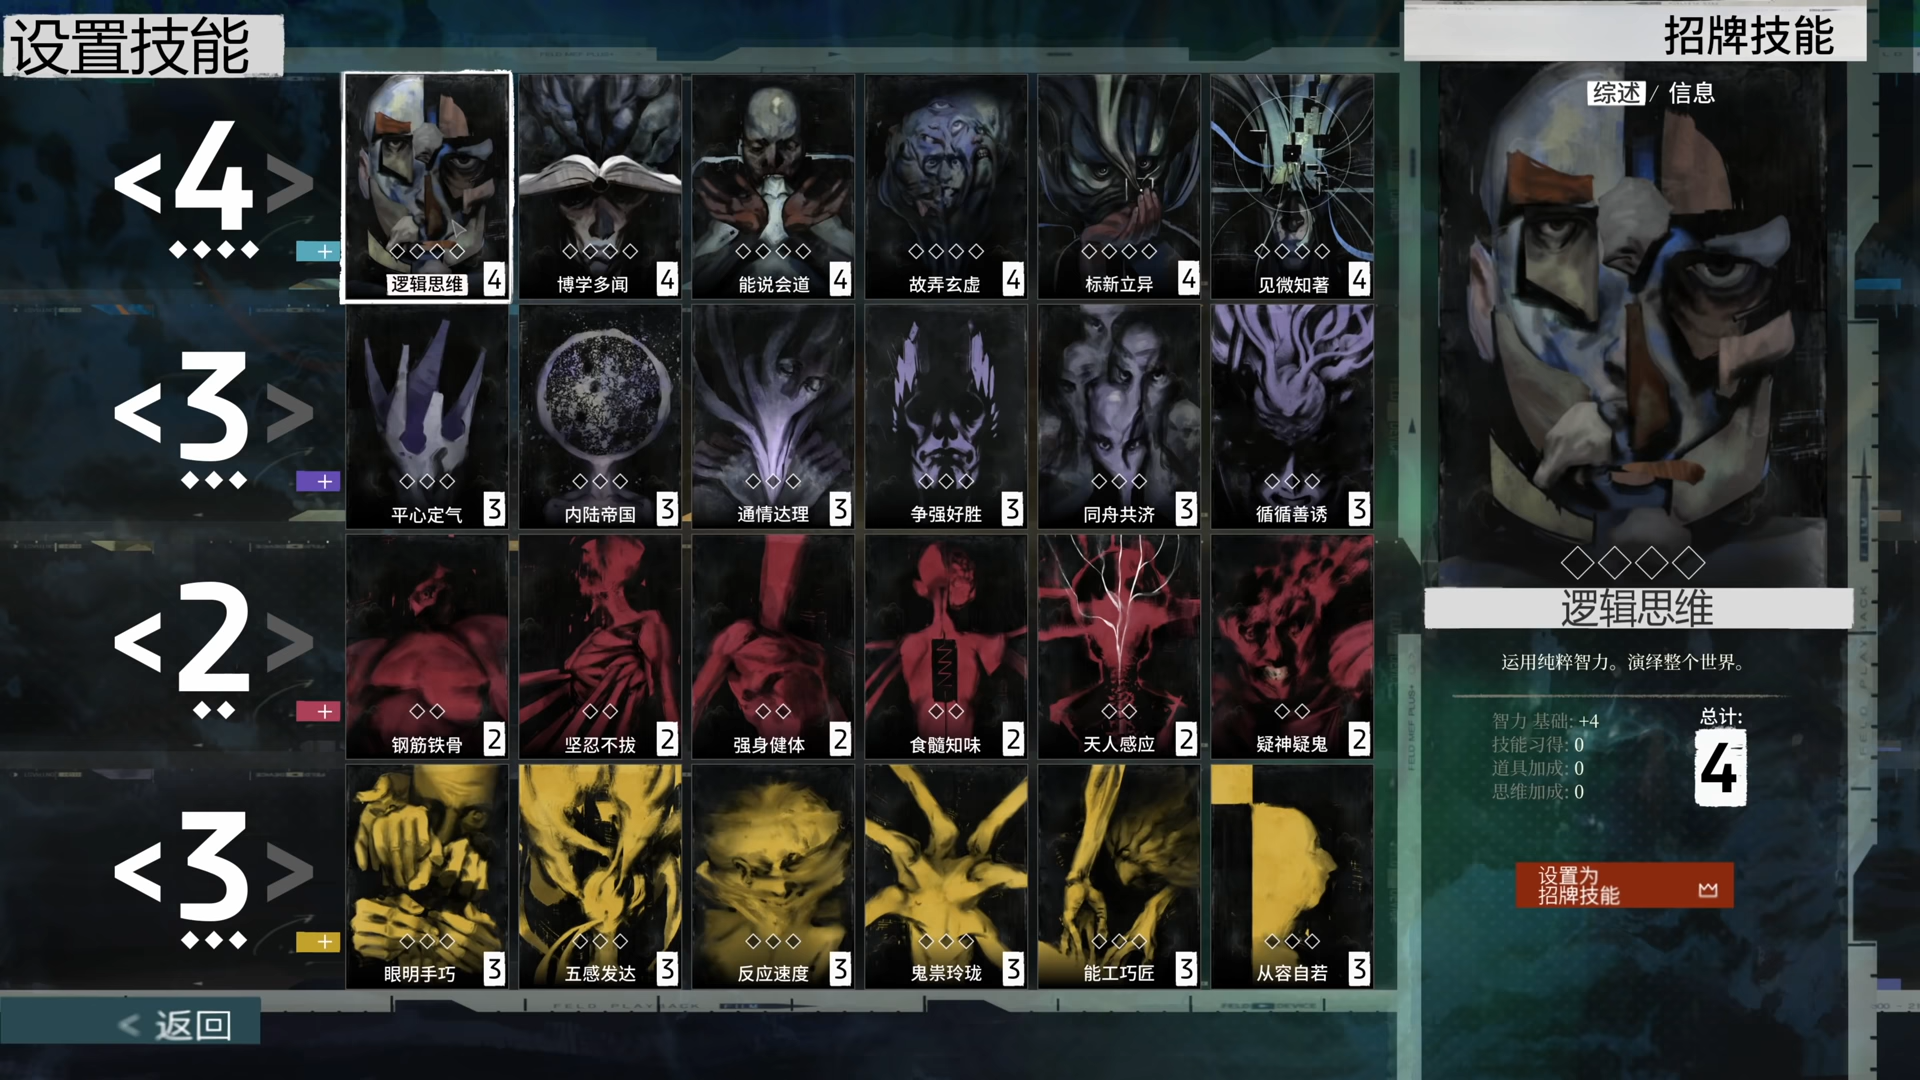 设置技能
招牌技能
综述 / 信息
<4>
逻辑思维 4
博学多闻 4
能说会道 4
故弄玄虚 4
标新立异 4
见微知著 4
<3>
平心定气 3
内陆帝国 3
通情达理 3
争强好胜 3
同舟共济 3
循循善诱 3
<2>
钢筋铁骨 2
坚忍不拔 2
强身健体 2
食髓知味 2
天人感应 2
疑神疑鬼 2
<3>
眼明手巧 3
五感发达 3
反应速度 3
鬼祟玲珑 3
能工巧匠 3
从容自若 3
< 返回
逻辑思维
运用纯粹智力。演绎整个世界。
智力 基础: +4
技能习得: 0
道具加成: 0
思维加成: 0
总计:
4
设置为
招牌技能
FELD PLAYBACK FILM